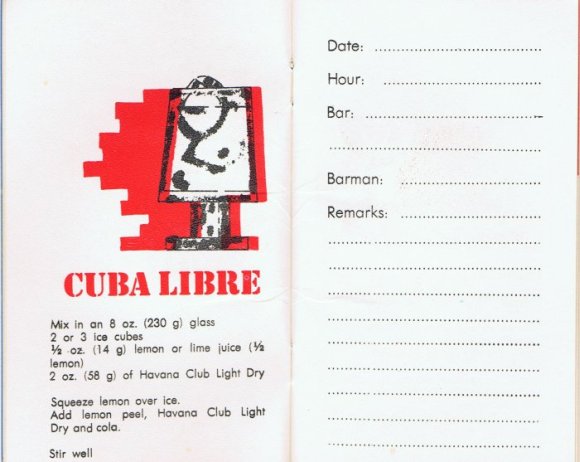 CUBA LIBRE
Mix in an 8 oz. (230 g) glass
2 or 3 ice cubes
½ oz. (14 g) lemon or lime juice (½
lemon)
2 oz. (58 g) of Havana Club Light Dry
Squeeze lemon over ice.
Add lemon peel, Havana Club Light
Dry and cola.
Stir well
Date:
Hour:
Bar:
Barman:
Remarks: